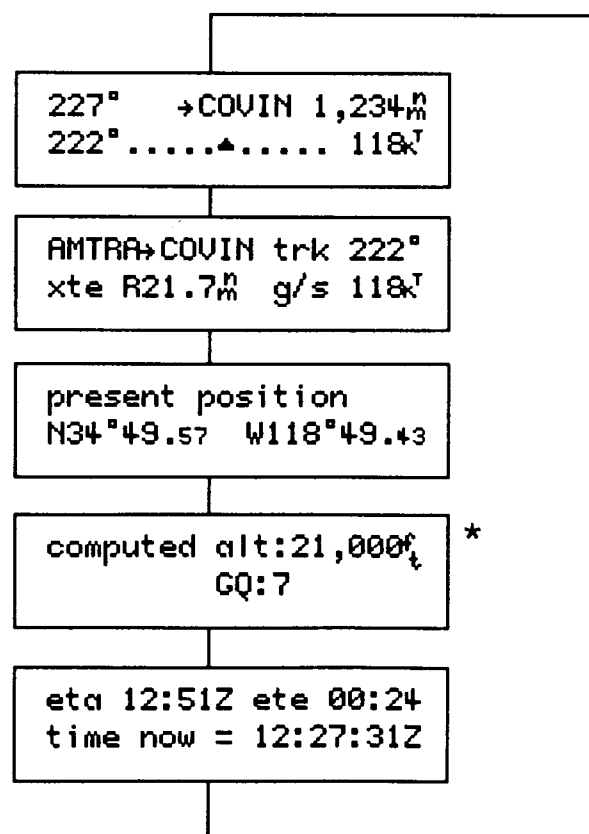 227° →COVIN 1,234nm
222°.....▲..... 118kT
AMTRA→COVIN trk 222°
xte R21.7nm g/s 118kT
present position
N34°49.57 W118°49.43
computed alt:21,000ft *
GQ:7
eta 12:51Z ete 00:24
time now = 12:27:31Z